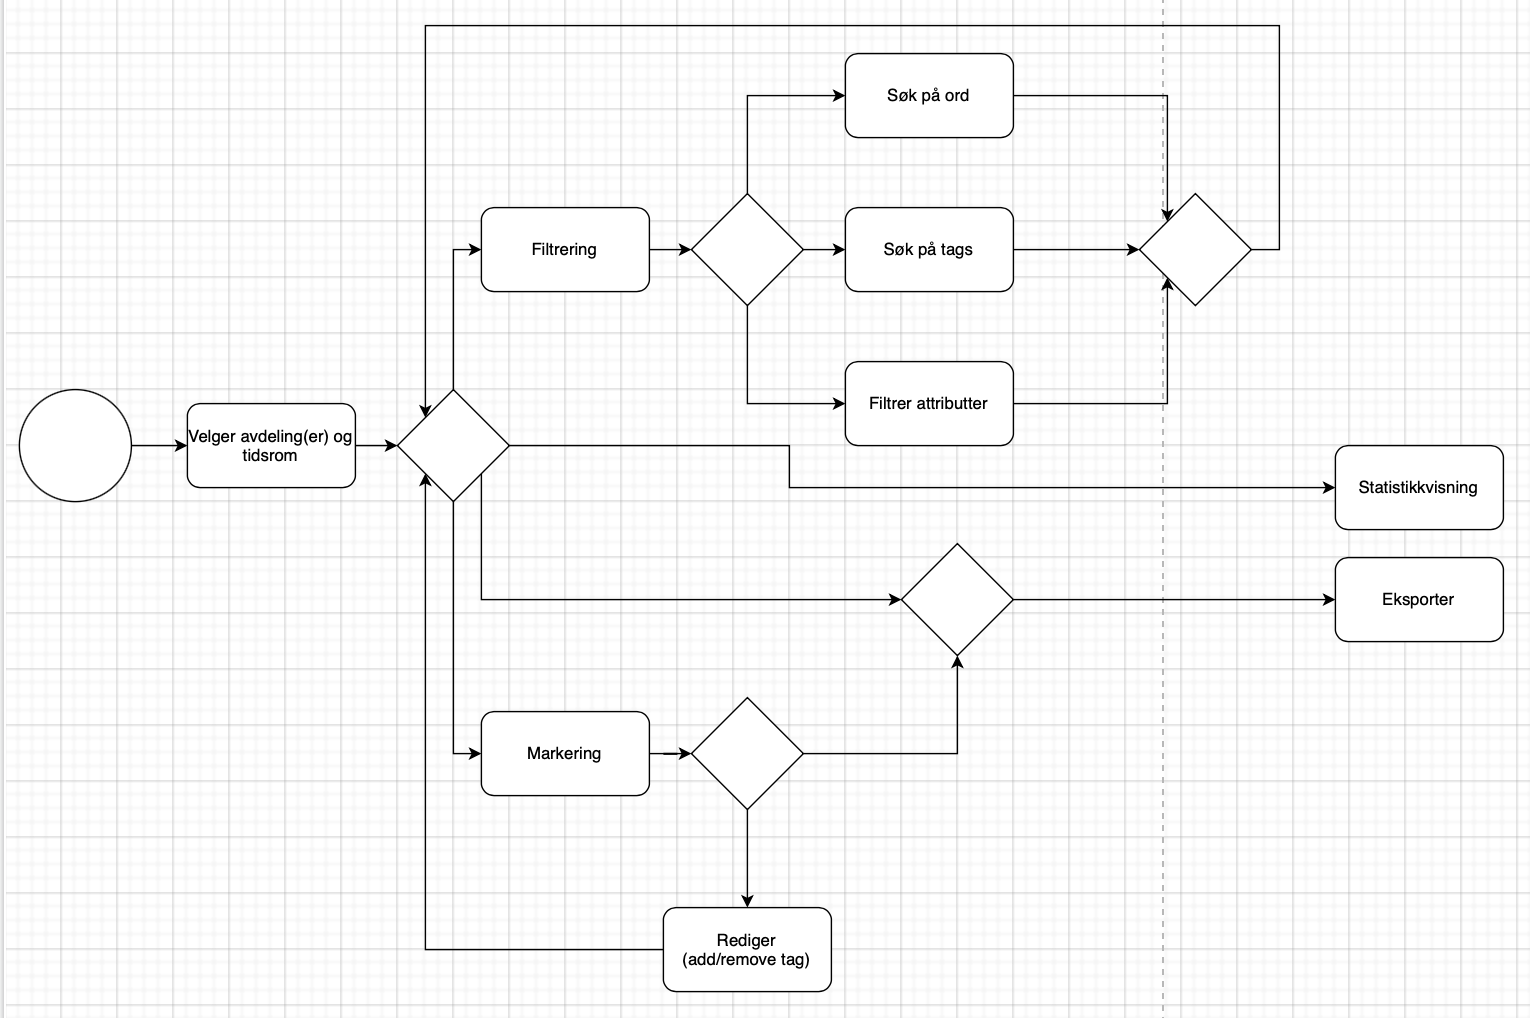 Søk på ord
Filtrering
Søk på tags
Filtrer attributter
Velger avdeling(er) og
tidsrom
Statistikkvisning
Eksporter
Markering
Rediger
(add/remove tag)